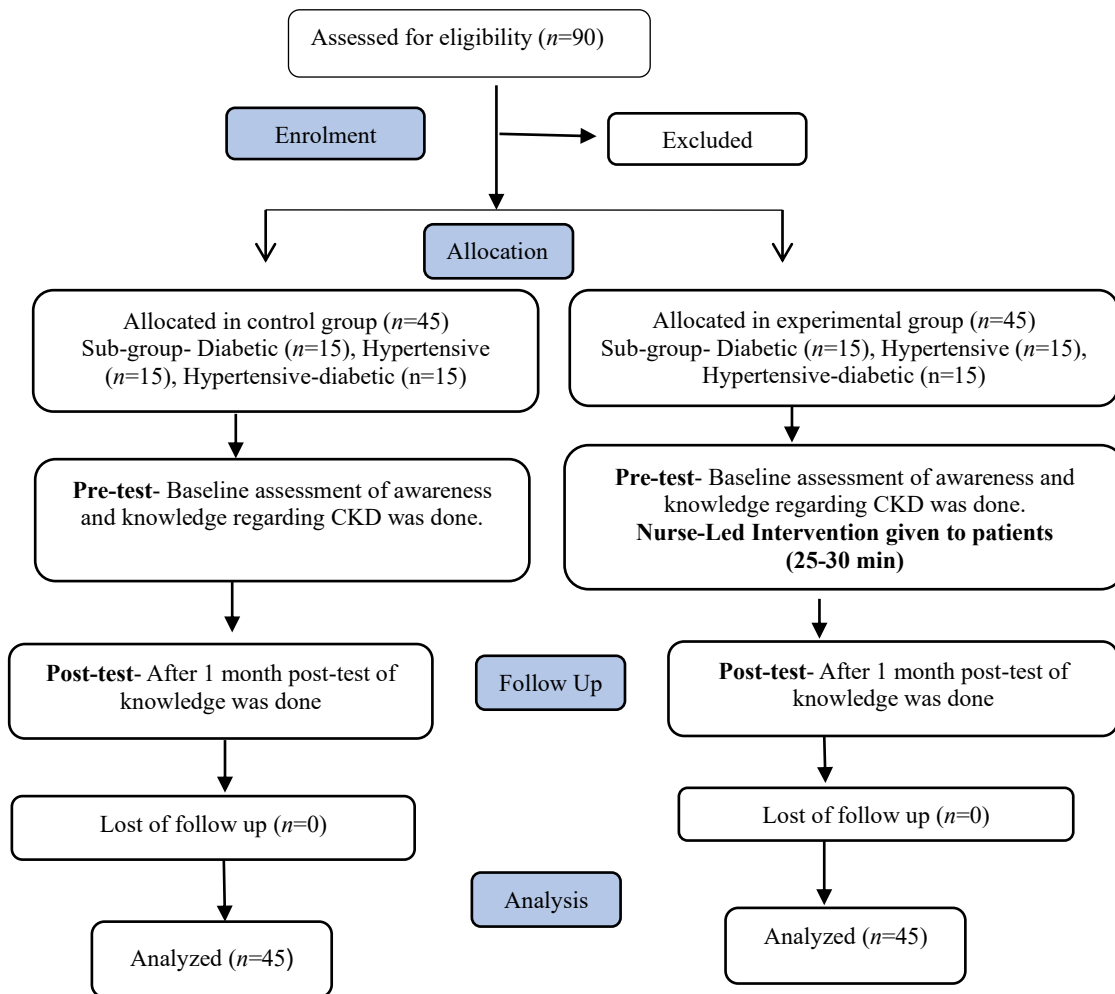 Assessed for eligibility (n=90)
Enrolment
Excluded
Allocation
Allocated in control group (n=45)
Sub-group- Diabetic (n=15), Hypertensive
(n=15), Hypertensive-diabetic (n=15)
Allocated in experimental group (n=45)
Sub-group- Diabetic (n=15), Hypertensive (n=15),
Hypertensive-diabetic (n=15)
Pre-test- Baseline assessment of awareness
and knowledge regarding CKD was done.
Pre-test- Baseline assessment of awareness and
knowledge regarding CKD was done.
Nurse-Led Intervention given to patients
(25-30 min)
Post-test- After 1 month post-test of
knowledge was done
Follow Up
Post-test- After 1 month post-test of
knowledge was done
Lost of follow up (n=0)
Lost of follow up (n=0)
Analysis
Analyzed (n=45)
Analyzed (n=45)